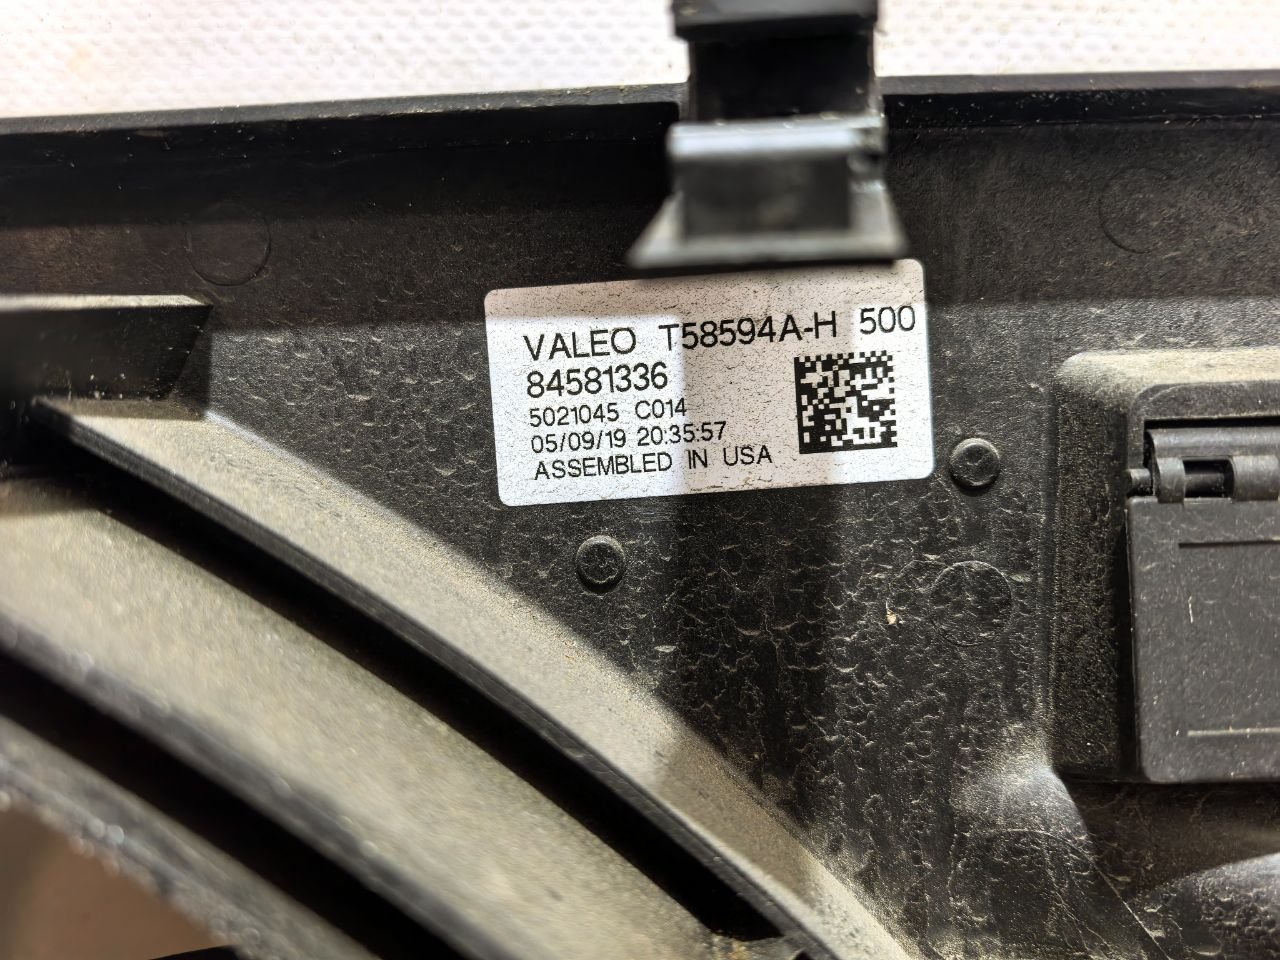 VALEO T58594A-H 500
84581336
5021045 C014
05/09/19 20:35:57
ASSEMBLED IN USA